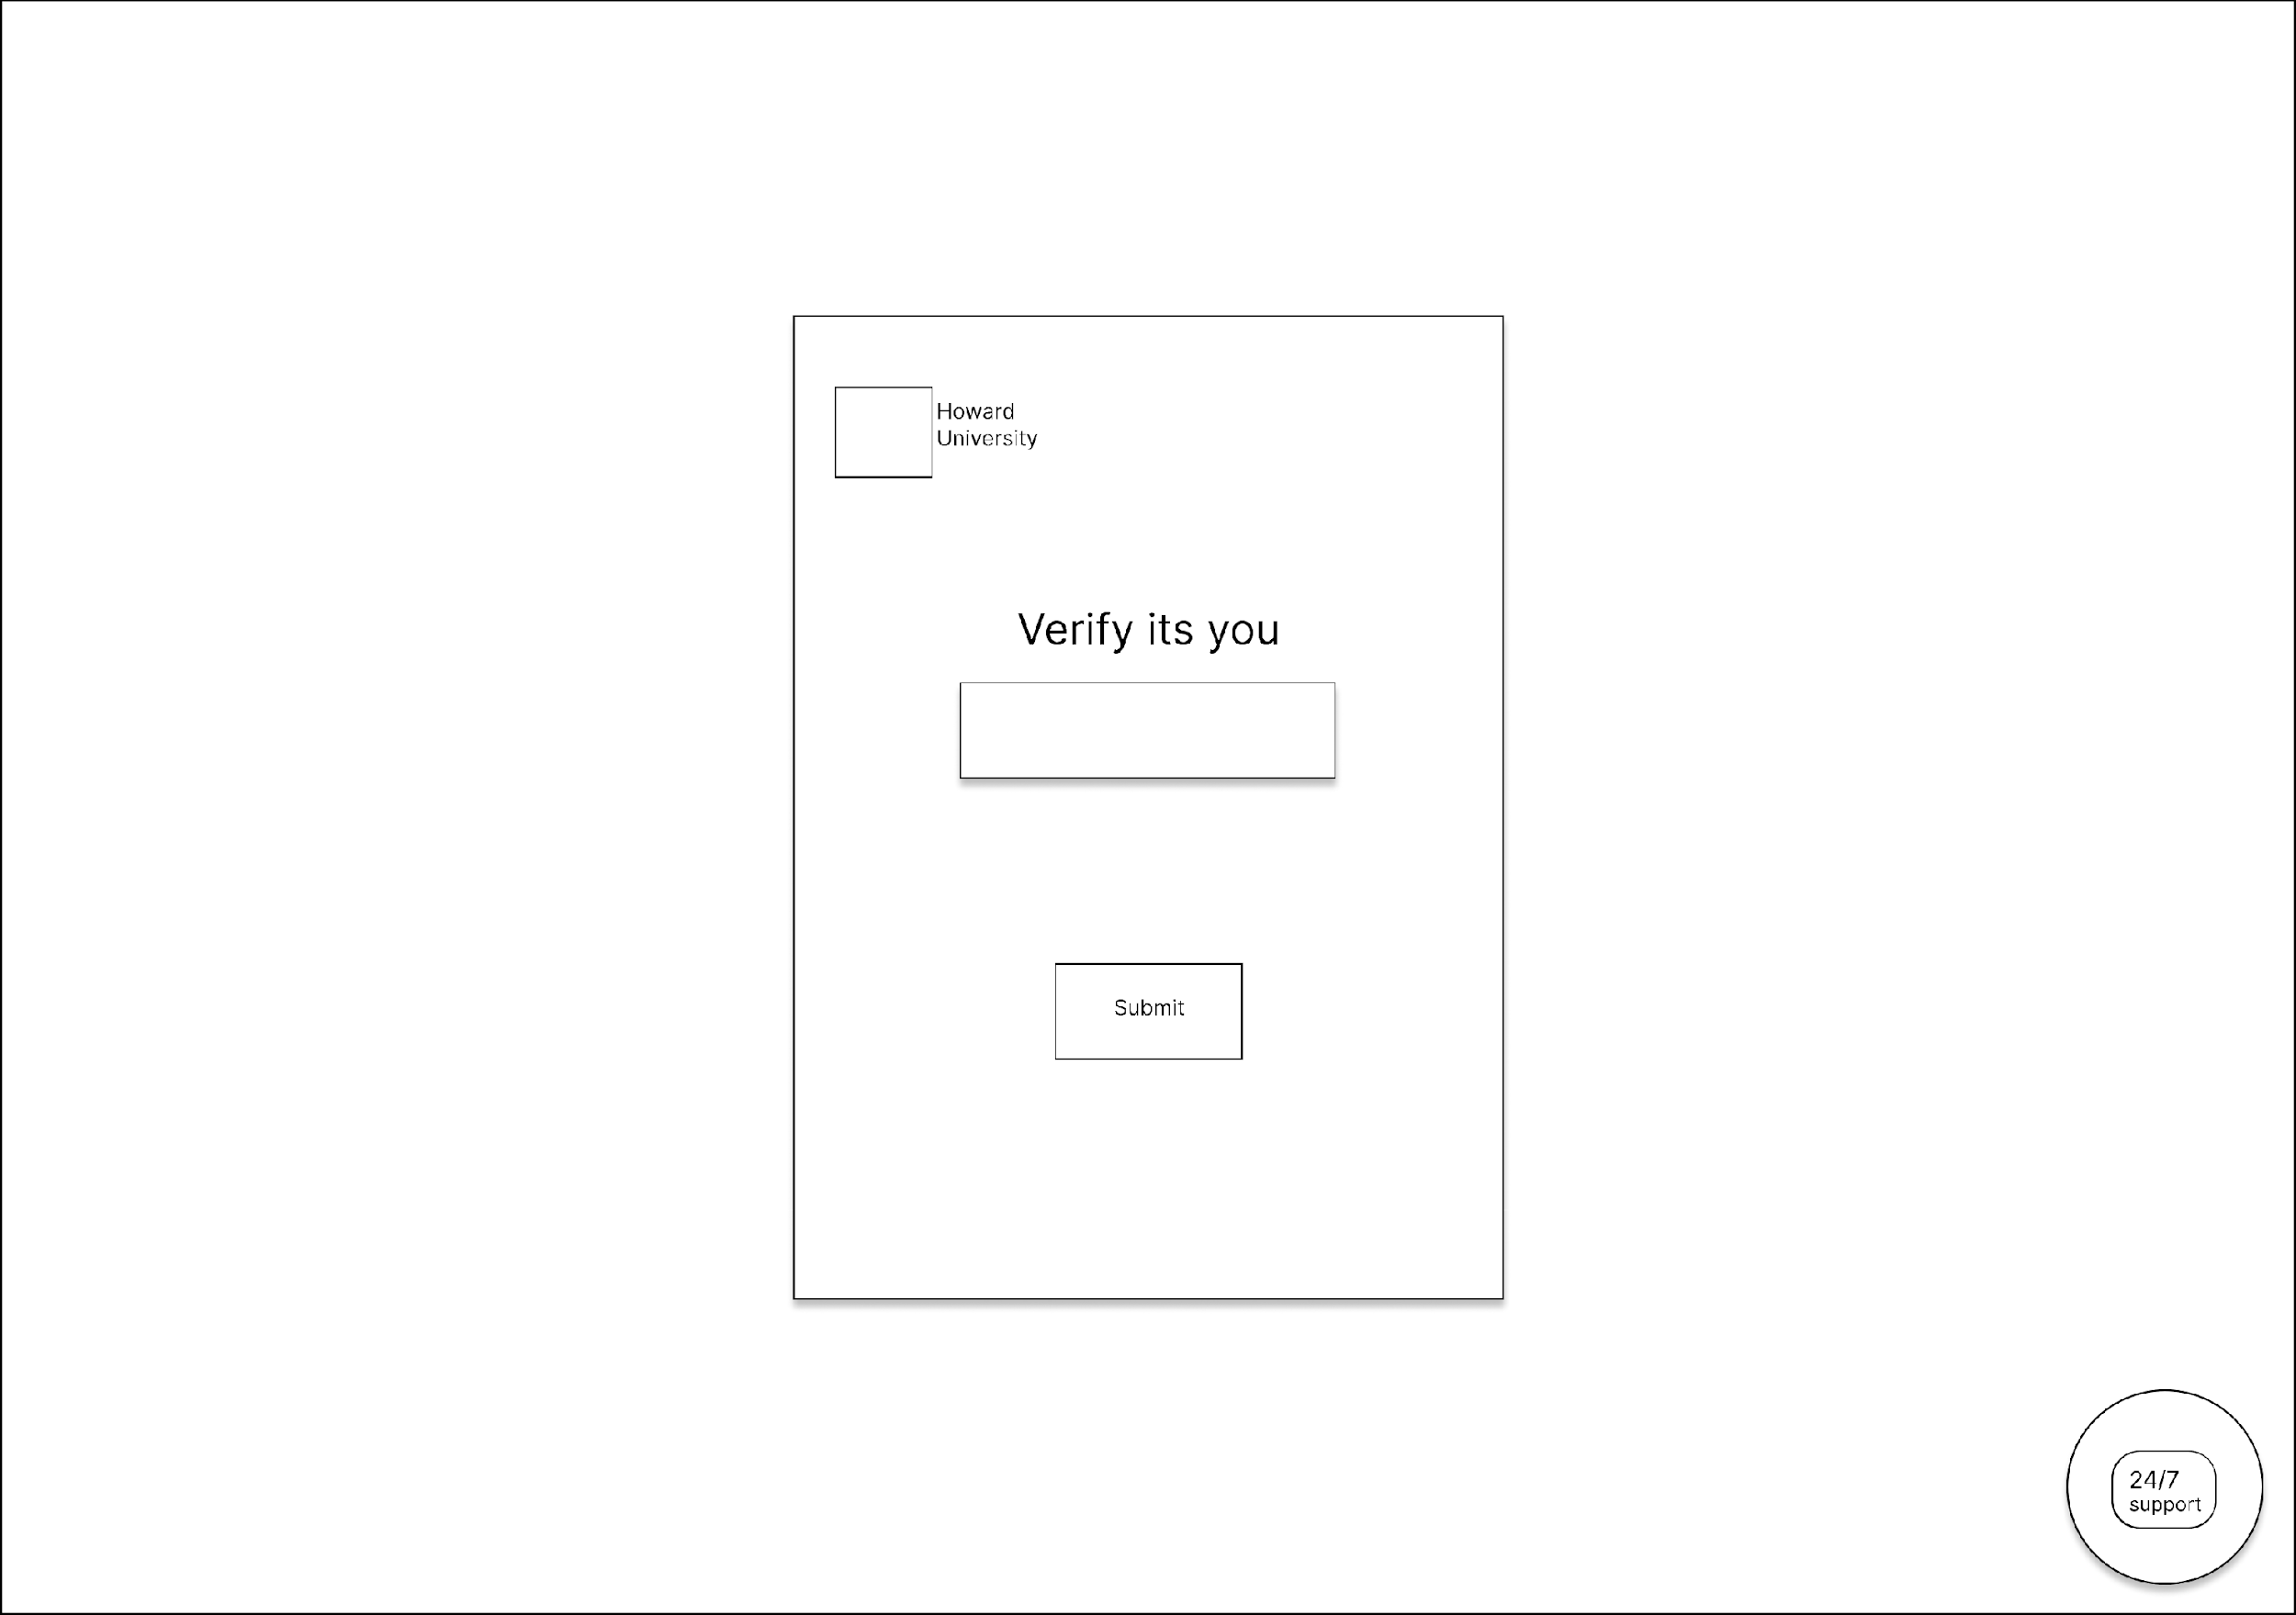 Howard
University
Verify its you
Submit
24/7
support